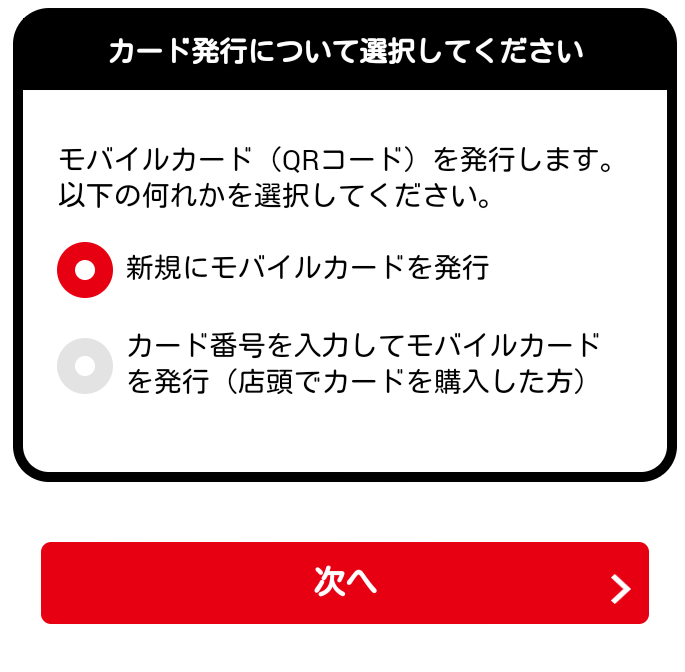 カード発行について選択してください
モバイルカード（QRコード）を発行します。
以下の何れかを選択してください。
新規にモバイルカードを発行
カード番号を入力してモバイルカード
を発行（店頭でカードを購入した方）
次へ